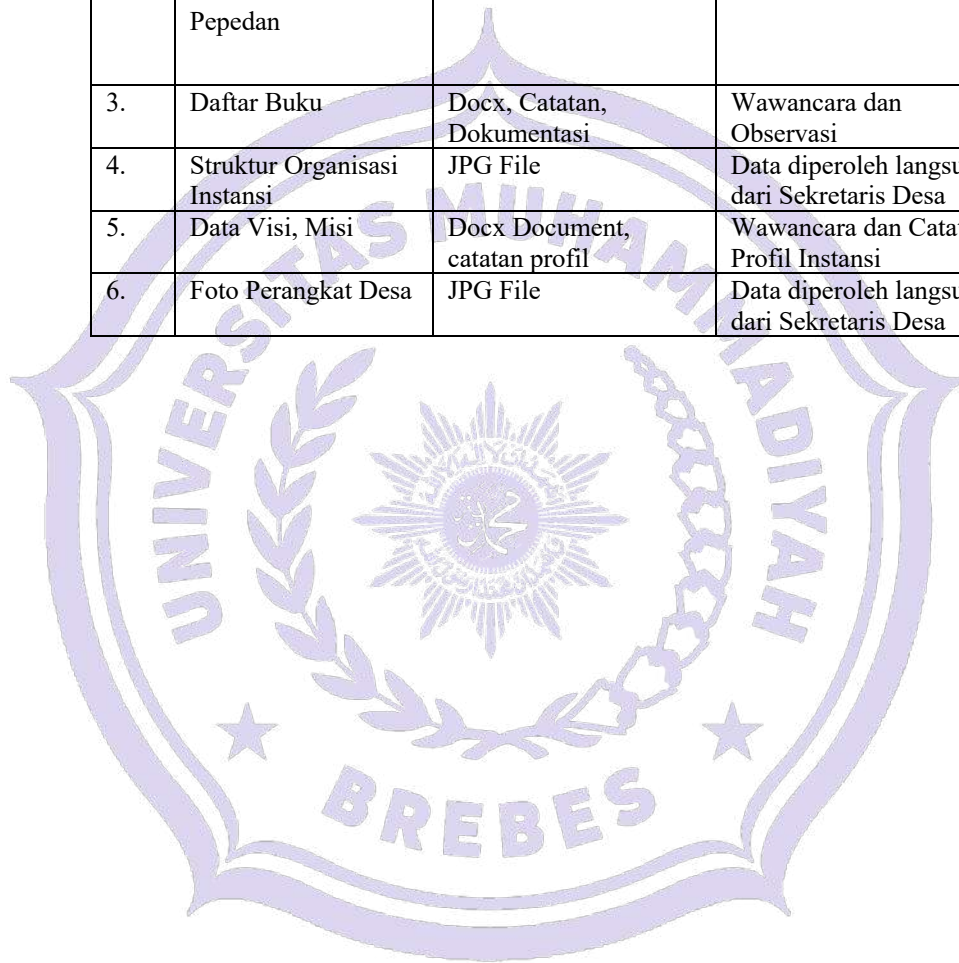 Pepedan
3. Daftar Buku Docx, Catatan, Wawancara dan
Dokumentasi Observasi
4. Struktur Organisasi JPG File Data diperoleh
Instansi dari Sekretaris Desa
5. Data Visi, Misi Docx Document, Wawancara dan
catatan profil Profil Instansi
6. Foto Perangkat Desa JPG File Data diperoleh
dari Sekretaris Desa
UNIVERSITAS MUHAMMADIYAH
BREBES